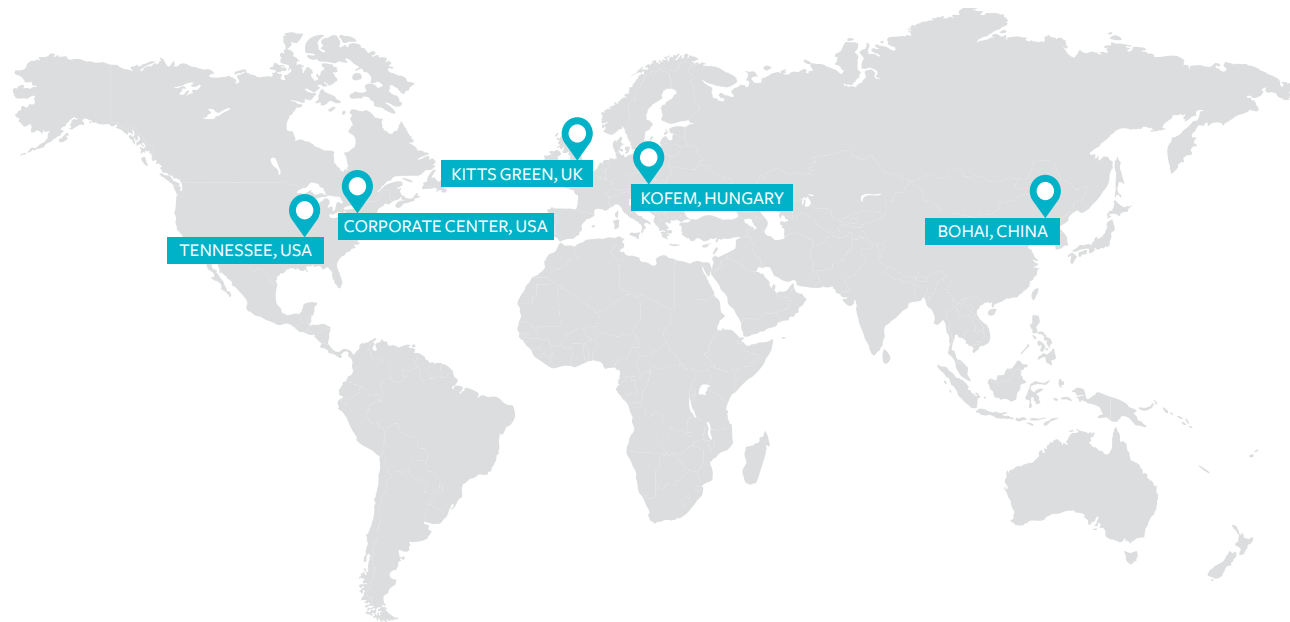 KITTS GREEN, UK
KOFEM, HUNGARY
CORPORATE CENTER, USA
BOHAI, CHINA
TENNESSEE, USA